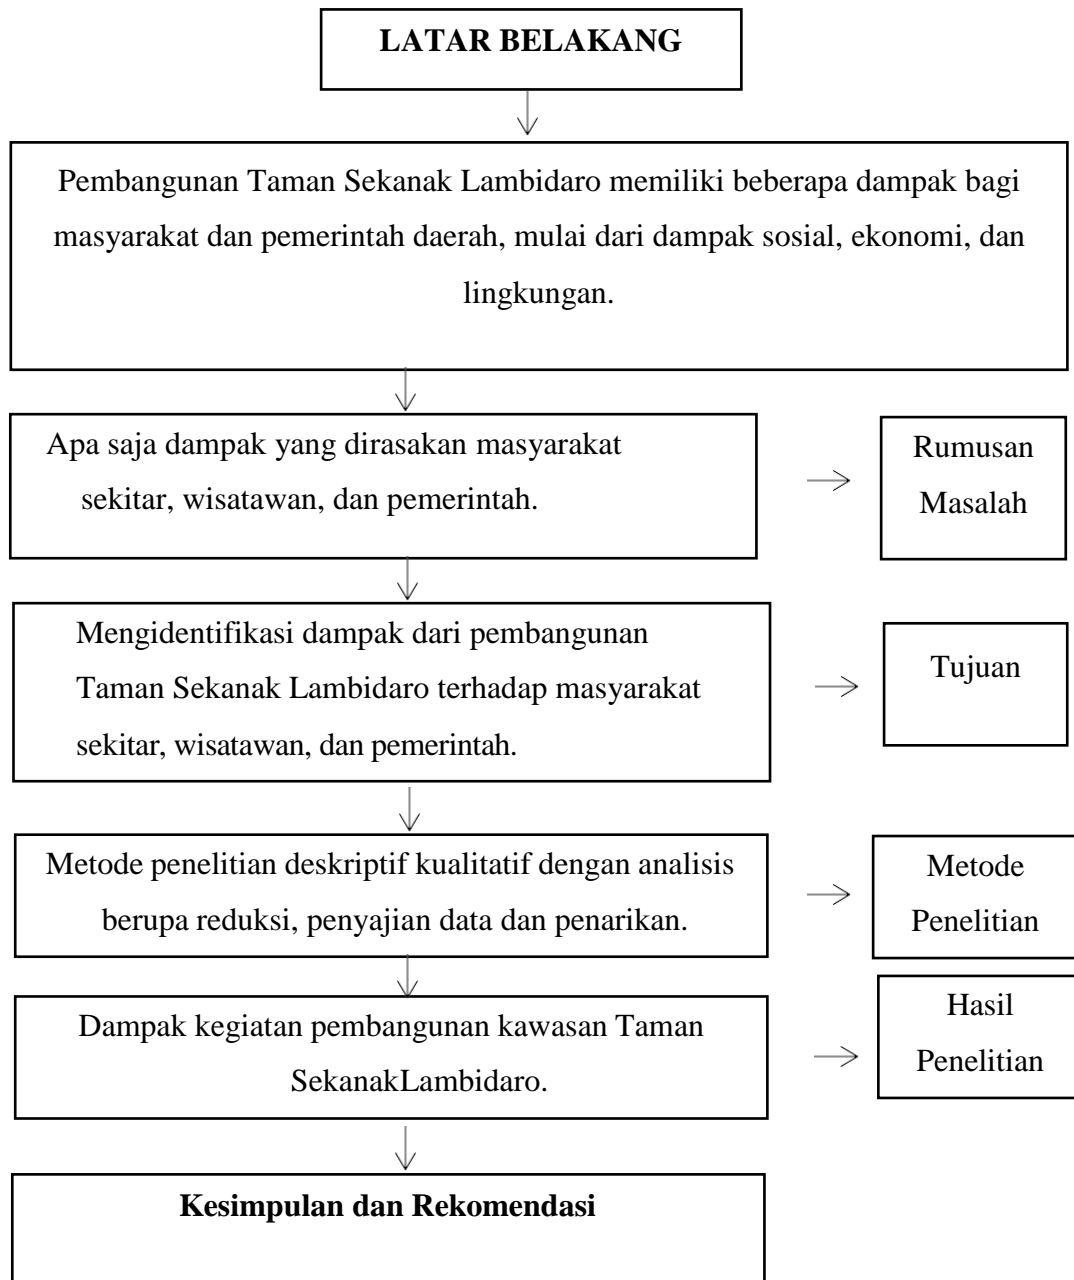 LATAR BELAKANG
Pembangunan Taman Sekanak Lambidaro memiliki beberapa dampak bagi
masyarakat dan pemerintah daerah, mulai dari dampak sosial, ekonomi, dan
lingkungan.
Apa saja dampak yang dirasakan masyarakat
sekitar, wisatawan, dan pemerintah.
Rumusan
Masalah
Mengidentifikasi dampak dari pembangunan
Taman Sekanak Lambidaro terhadap masyarakat
sekitar, wisatawan, dan pemerintah.
Tujuan
Metode penelitian deskriptif kualitatif dengan analisis
berupa reduksi, penyajian data dan penarikan.
Metode
Penelitian
Dampak kegiatan pembangunan kawasan Taman
SekanakLambidaro.
Hasil
Penelitian
Kesimpulan dan Rekomendasi